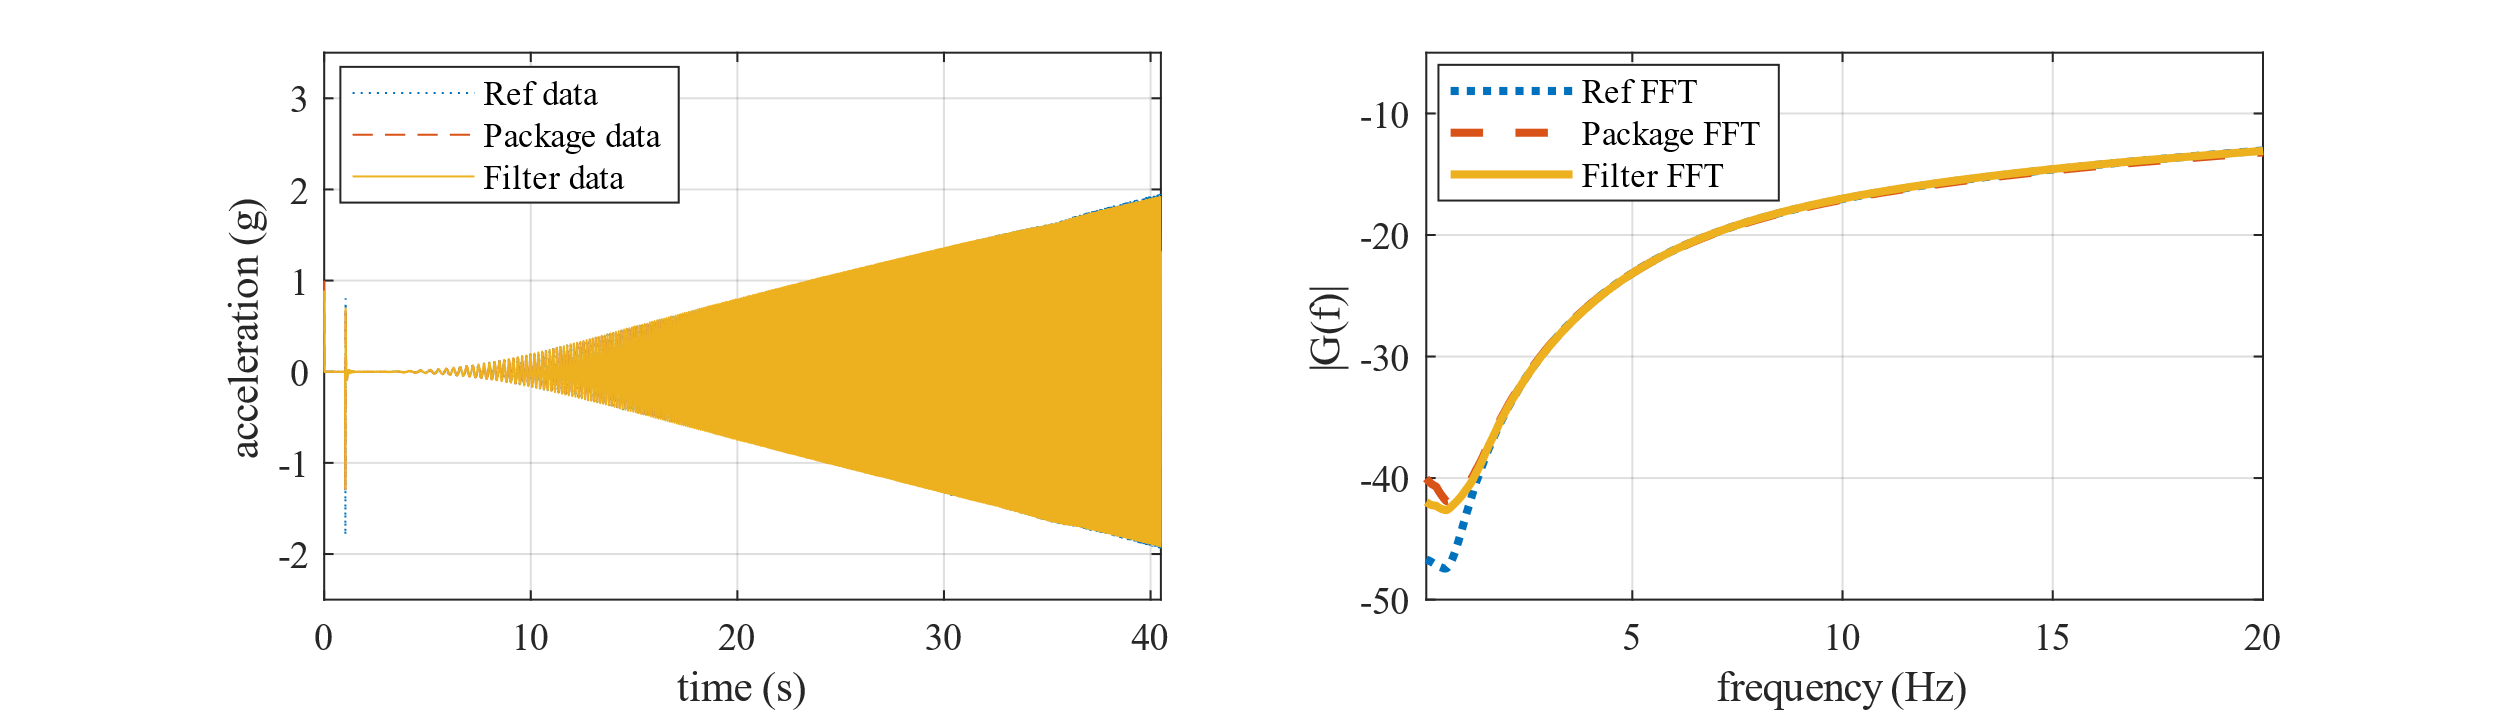 Ref data
Package data
Filter data
3
2
1
0
-1
-2
0 10 20 30 40
time (s)
acceleration (g)
Ref FFT
Package FFT
Filter FFT
-10
-20
-30
-40
-50
5 10 15 20
frequency (Hz)
|G(f)|